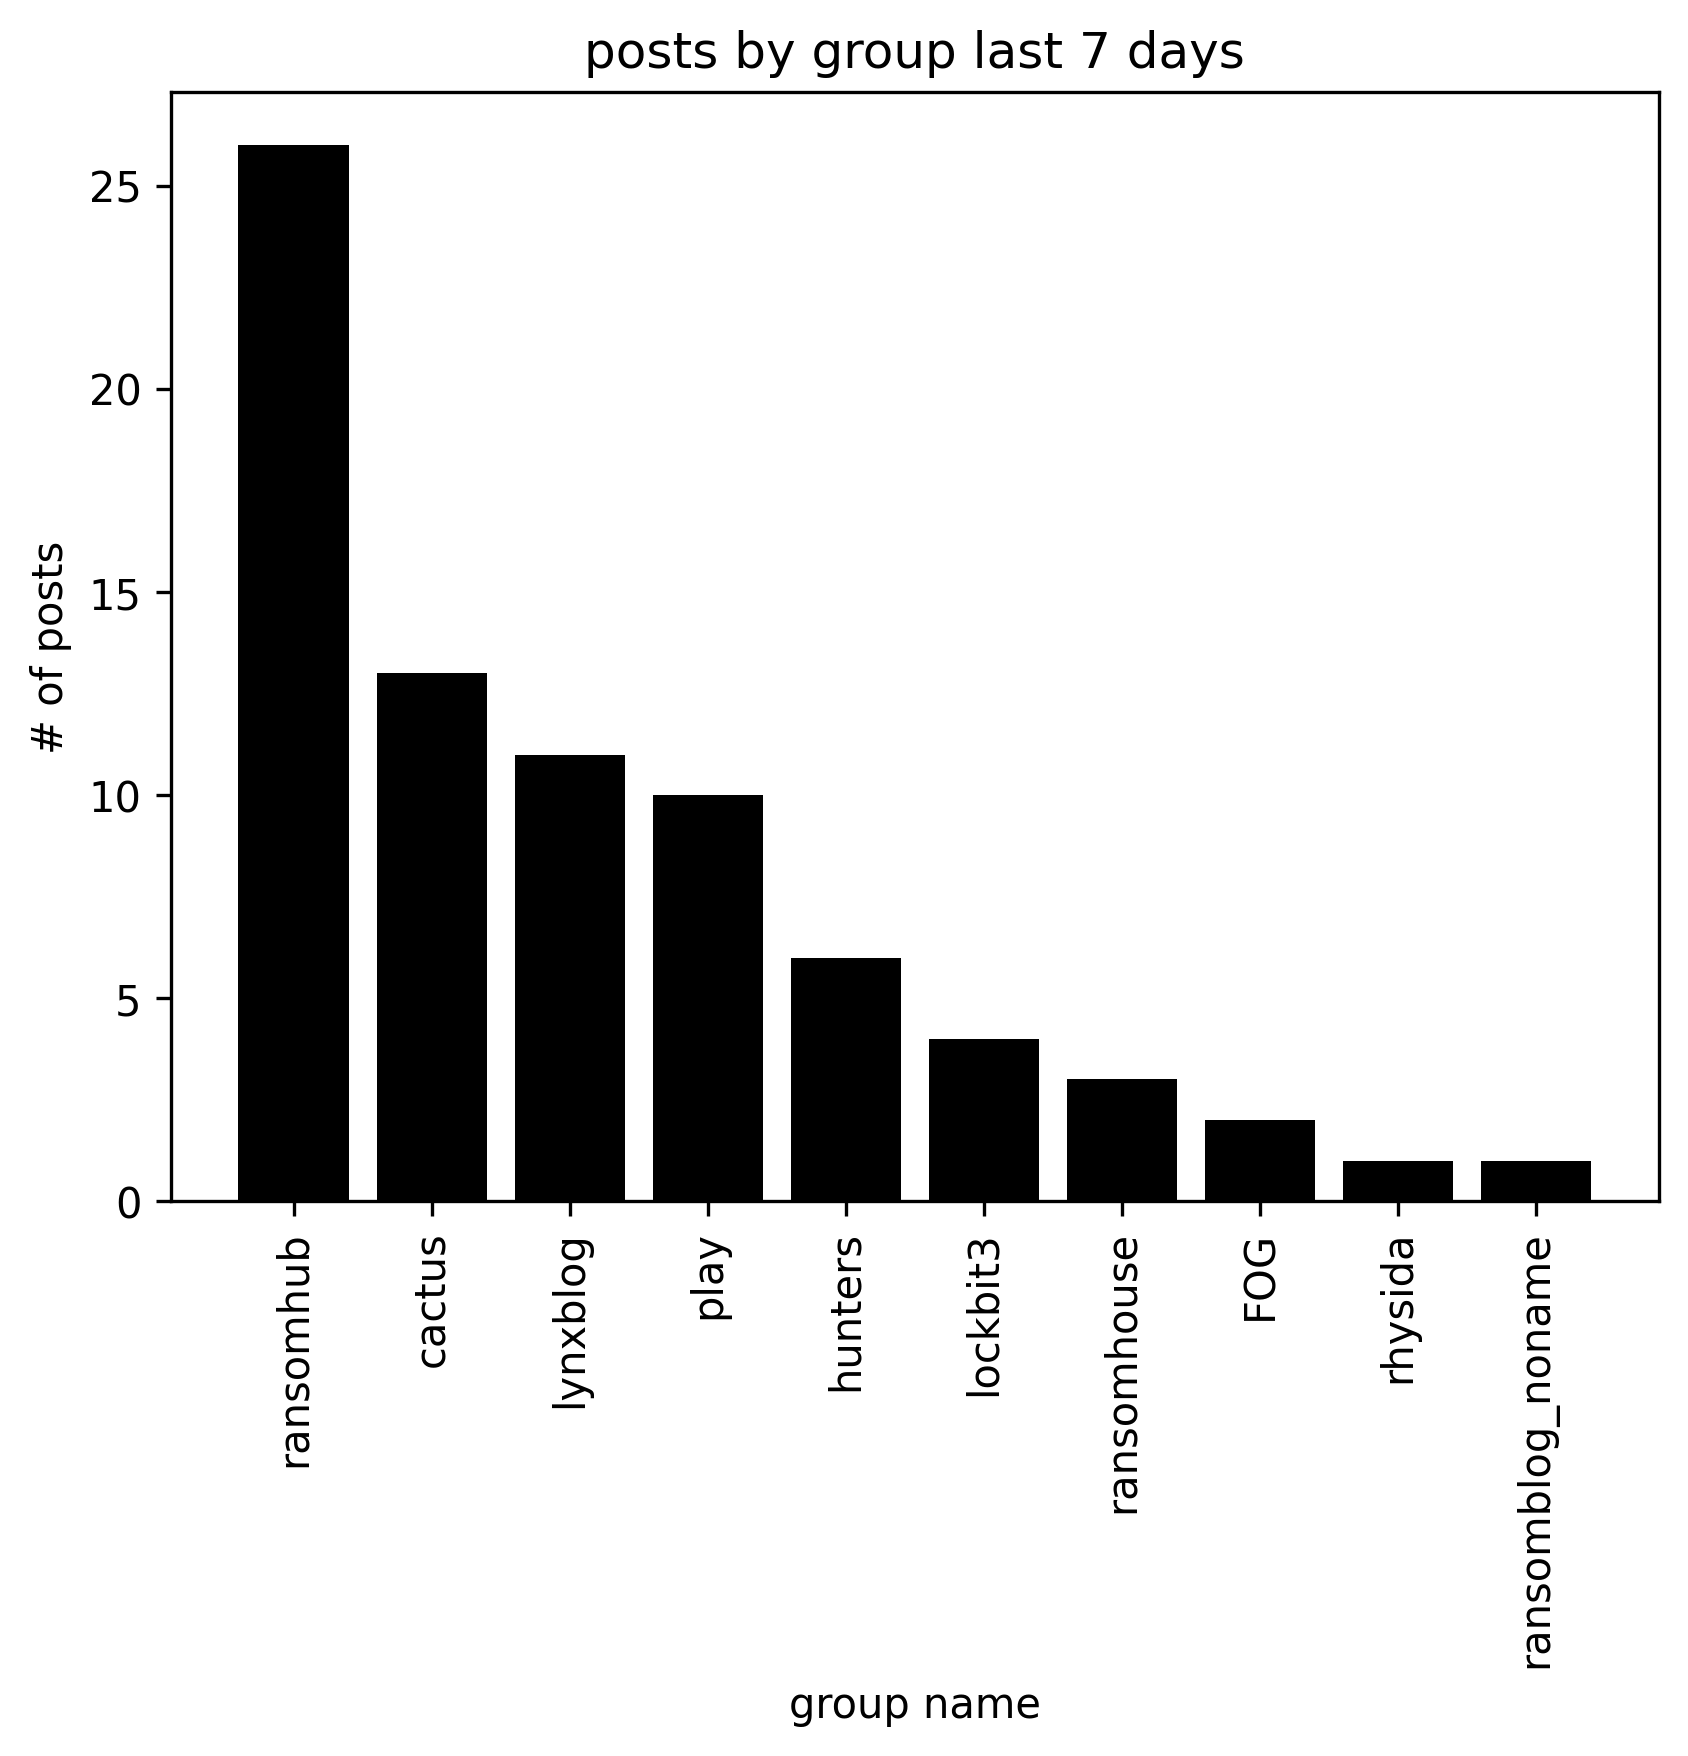 posts by group last 7 days
# of posts
25
20
15
10
5
0
ransomhub
cactus
lynxblog
play
hunters
lockbit3
ransomhouse
FOG
rhysida
ransomblog_noname
group name